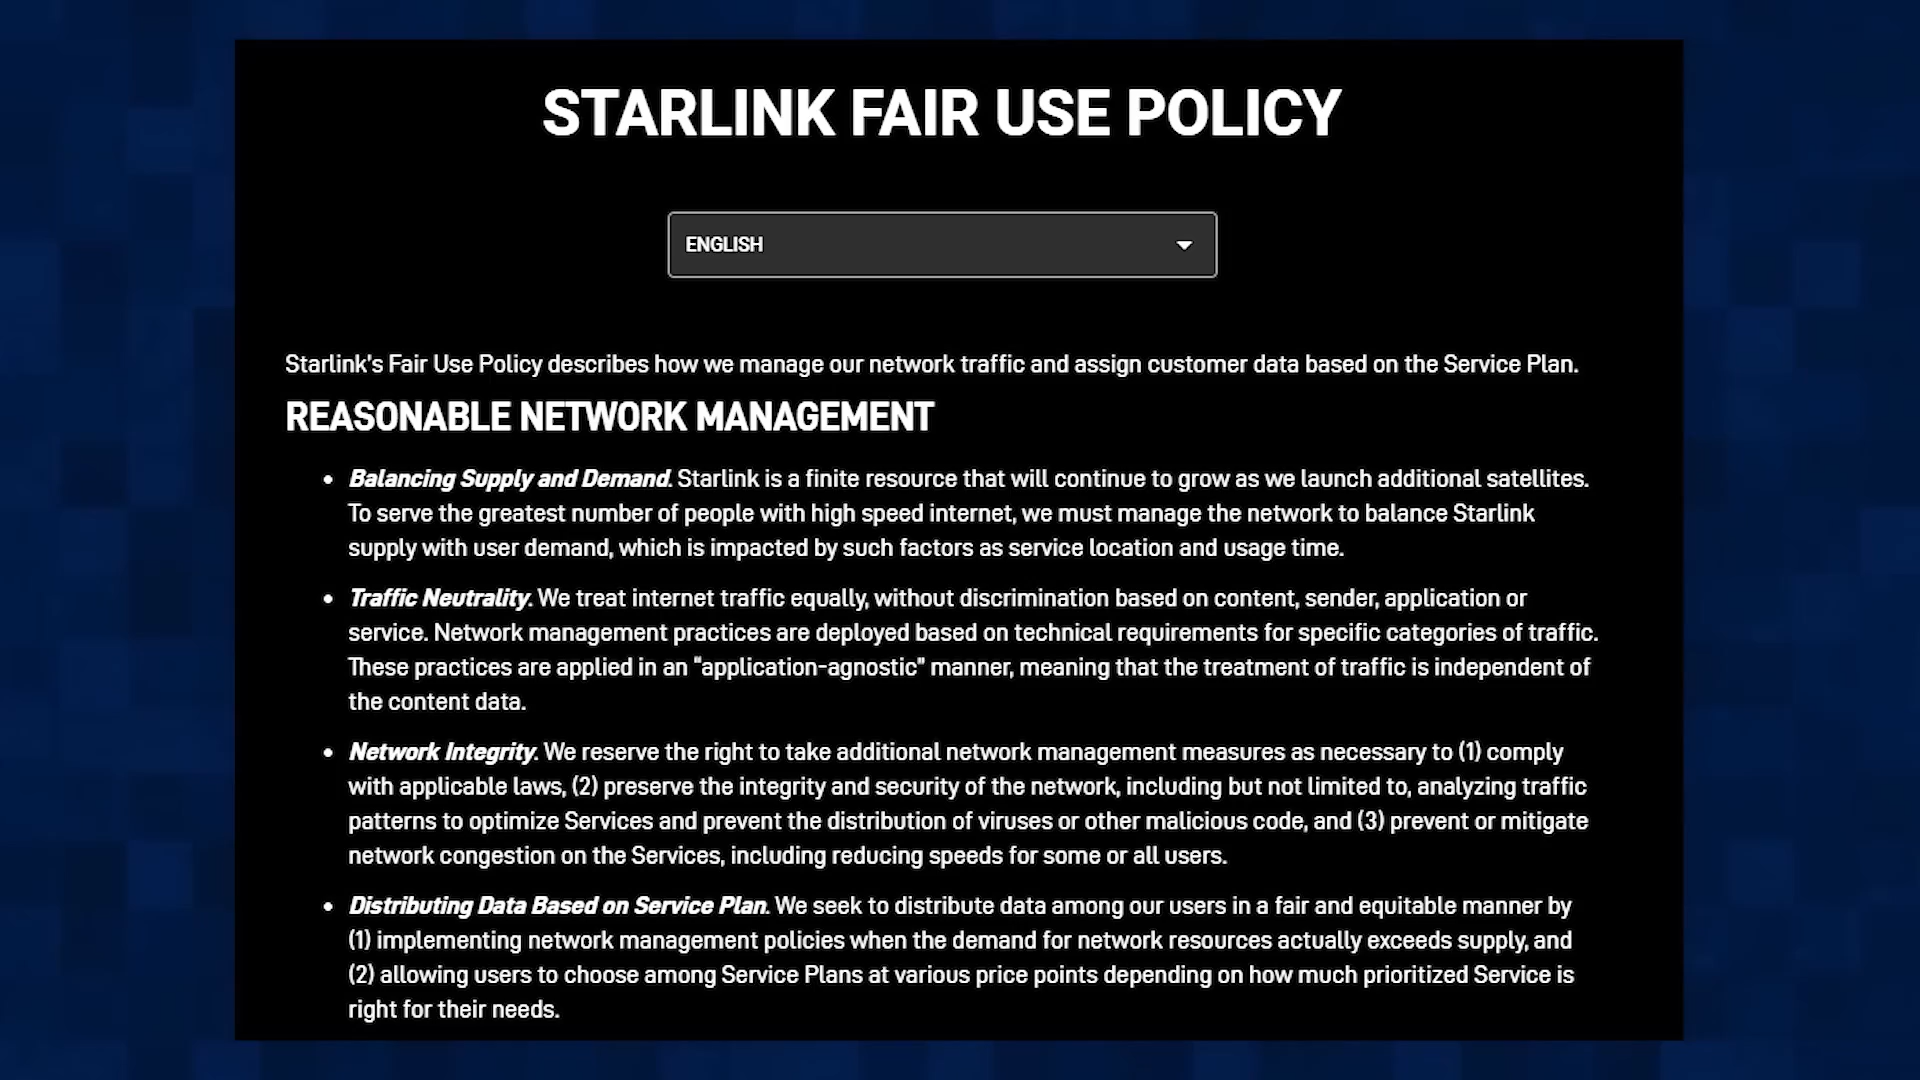 STARLINK FAIR USE POLICY
ENGLISH
Starlink's Fair Use Policy describes how we manage our network traffic and assign customer data based on the Service Plan.
REASONABLE NETWORK MANAGEMENT
• Balancing Supply and Demand. Starlink is a finite resource that will continue to grow as we launch additional satellites.
To serve the greatest number of people with high speed internet, we must manage the network to balance Starlink
supply with user demand, which is impacted by such factors as service location and usage time.
• Traffic Neutrality. We treat internet traffic equally, without discrimination based on content, sender, application or
service. Network management practices are deployed based on technical requirements for specific categories of traffic.
These practices are applied in an “application-agnostic” manner, meaning that the treatment of traffic is independent of
the content data.
• Network Integrity. We reserve the right to take additional network management measures as necessary to (1) comply
with applicable laws, (2) preserve the integrity and security of the network, including but not limited to, analyzing traffic
patterns to optimize Services and prevent the distribution of viruses or other malicious code, and (3) prevent or mitigate
network congestion on the Services, including reducing speeds for some or all users.
• Distributing Data Based on Service Plan. We seek to distribute data among our users in a fair and equitable manner by
(1) implementing network management policies when the demand for network resources actually exceeds supply, and
(2) allowing users to choose among Service Plans at various price points depending on how much prioritized Service is
right for their needs.